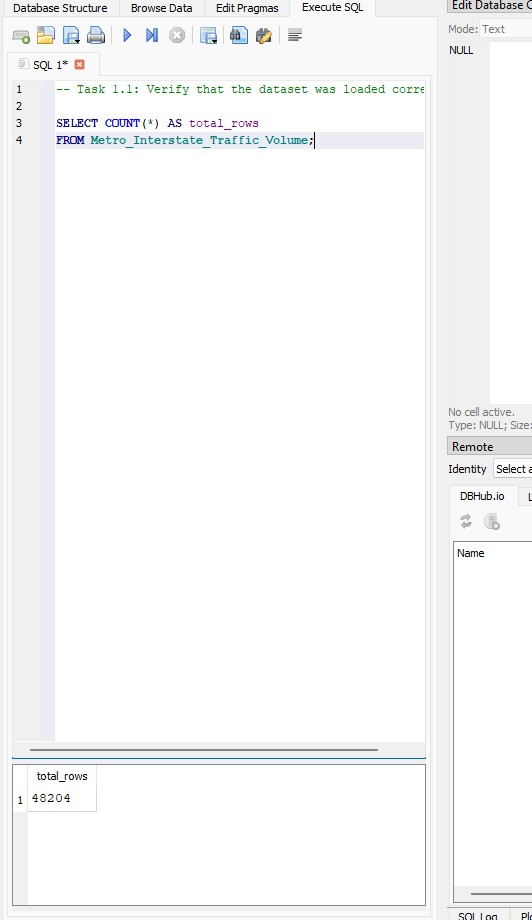 Database Structure Browse Data Edit Pragmas Execute SQL
SQL 1*
1 -- Task 1.1: Verify that the dataset was loaded corre
2
3 SELECT COUNT(*) AS total_rows
4 FROM Metro_Interstate_Traffic_Volume;
total_rows
1 48204
Edit Database C
Mode: Text
NULL
No cell active.
Type: NULL; Size:
Remote
Identity Select a
DBHub.io L
Name
SQL Log Pl